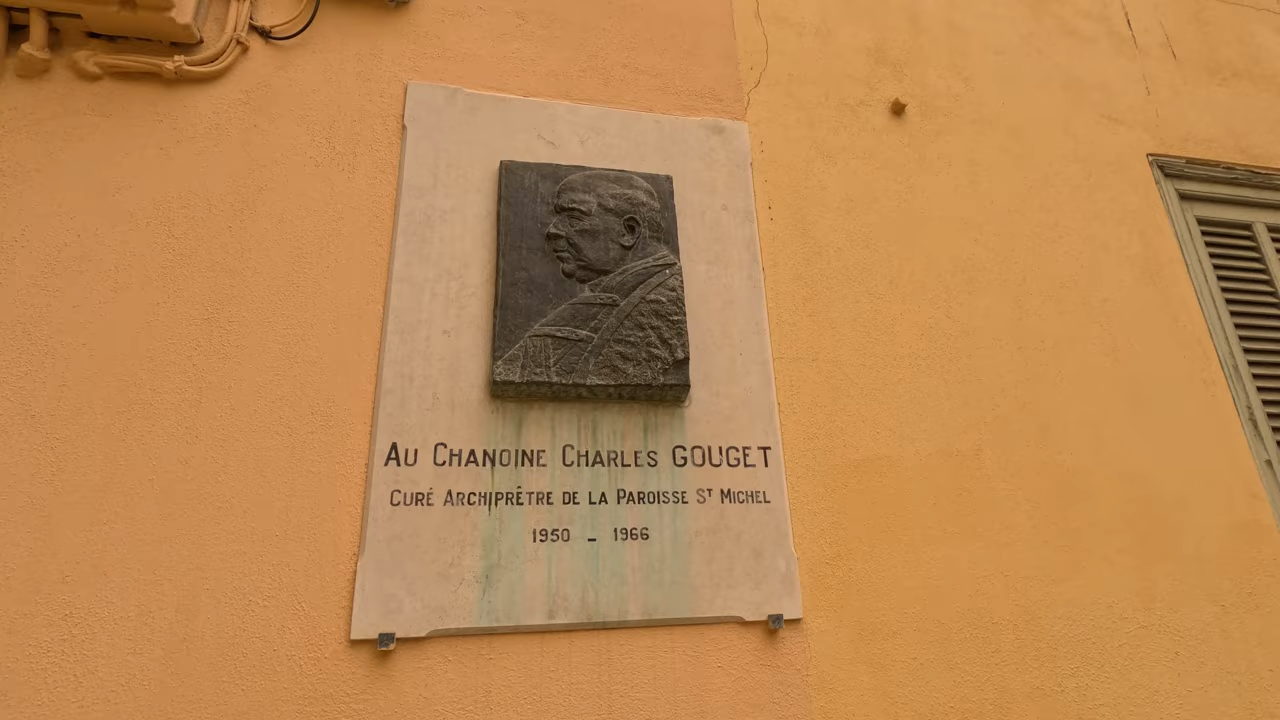 Au Chanoine Charles GOUGET
Curé Archiprêtre de la Paroisse St Michel
1950 - 1966